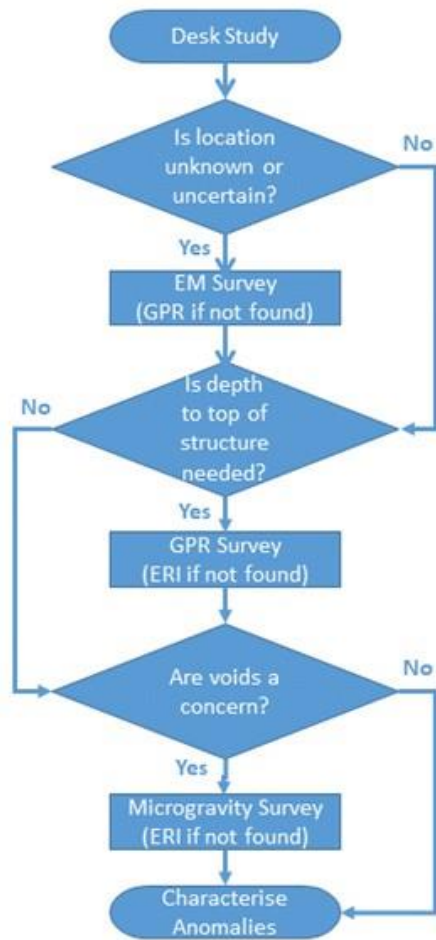 Desk Study
Is location
unknown or
uncertain?
No
Yes
EM Survey
(GPR if not found)
Is depth
to top of
structure
needed?
No
Yes
GPR Survey
(ERI if not found)
Are voids a
concern?
No
Yes
Microgravity Survey
(ERI if not found)
Characterise
Anomalies